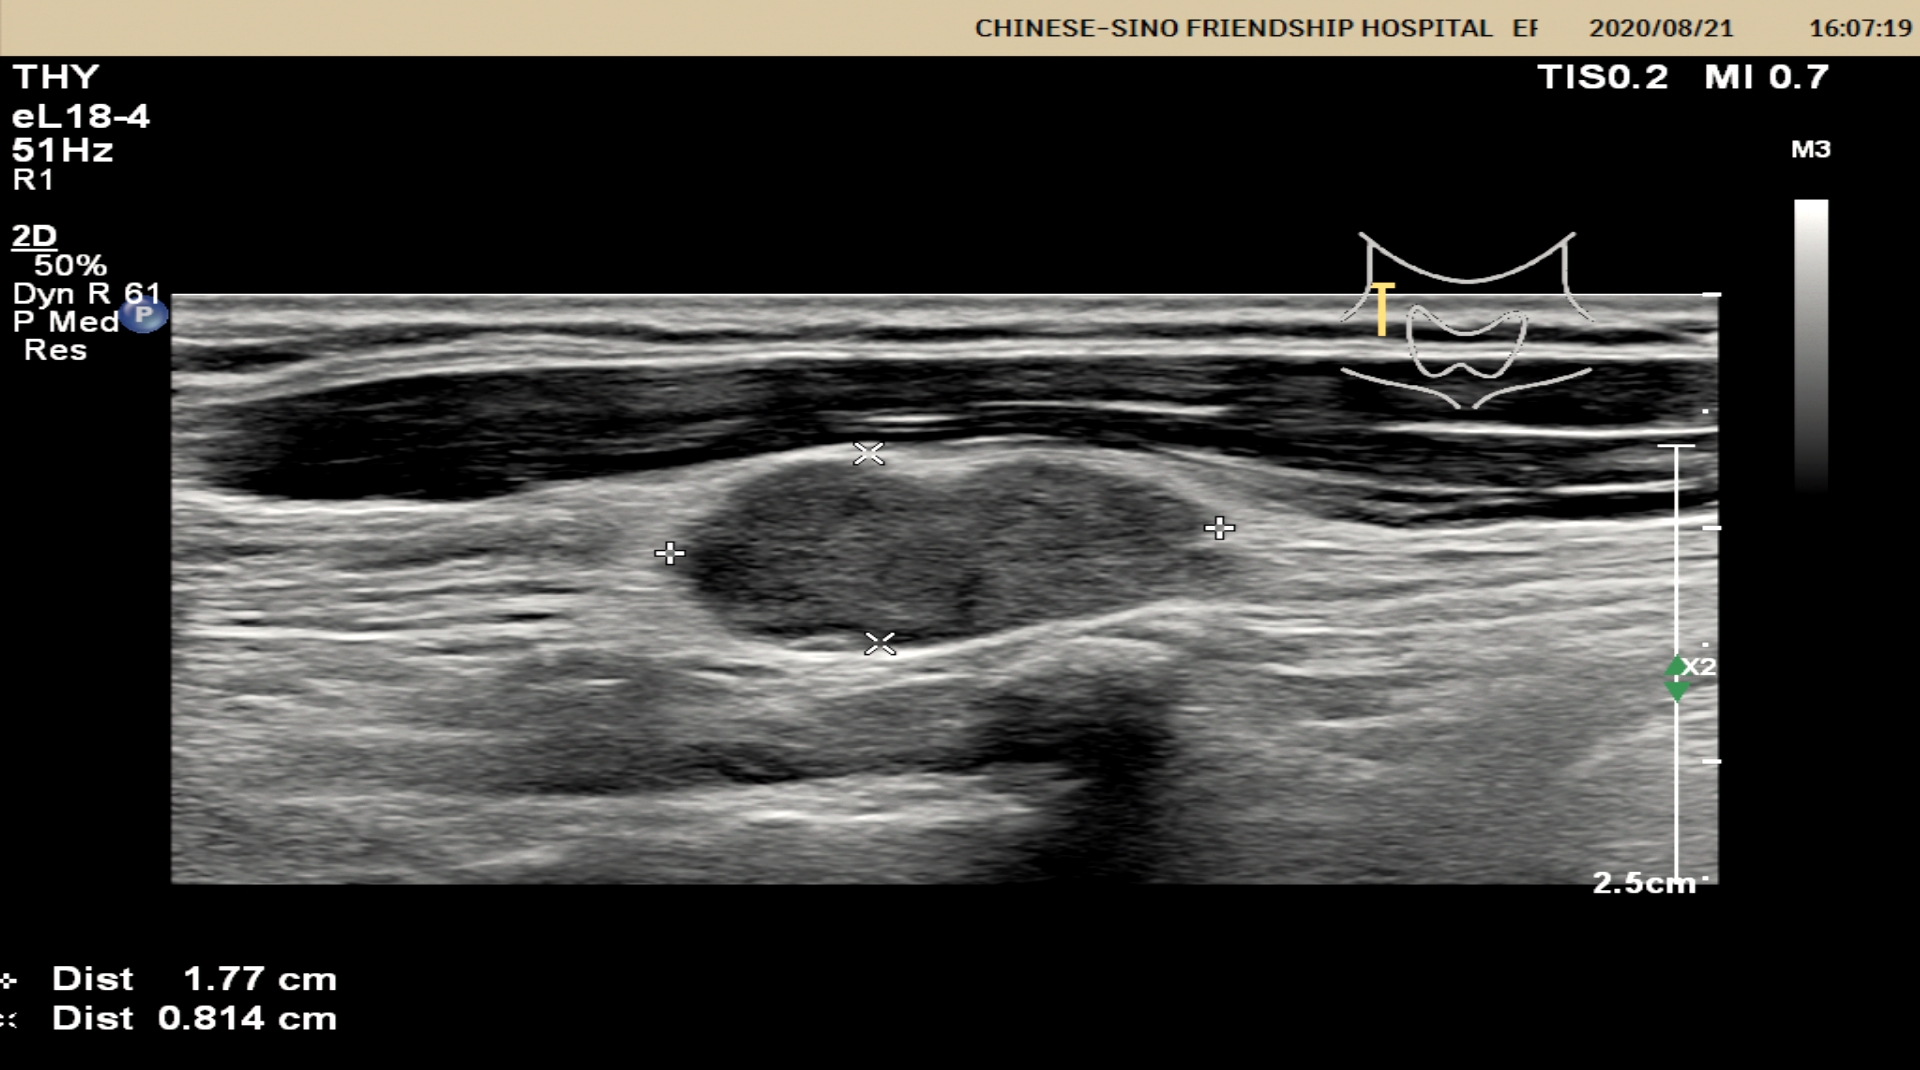 CHINESE-SINO FRIENDSHIP HOSPITAL 2020/08/21 16:07:19
THY
TIS0.2 MI 0.7
eL18-4
51Hz
M3
R1
2D
50%
Dyn R 61
P Med P
Res
X2
2.5cm
Dist 1.77 cm
Dist 0.814 cm